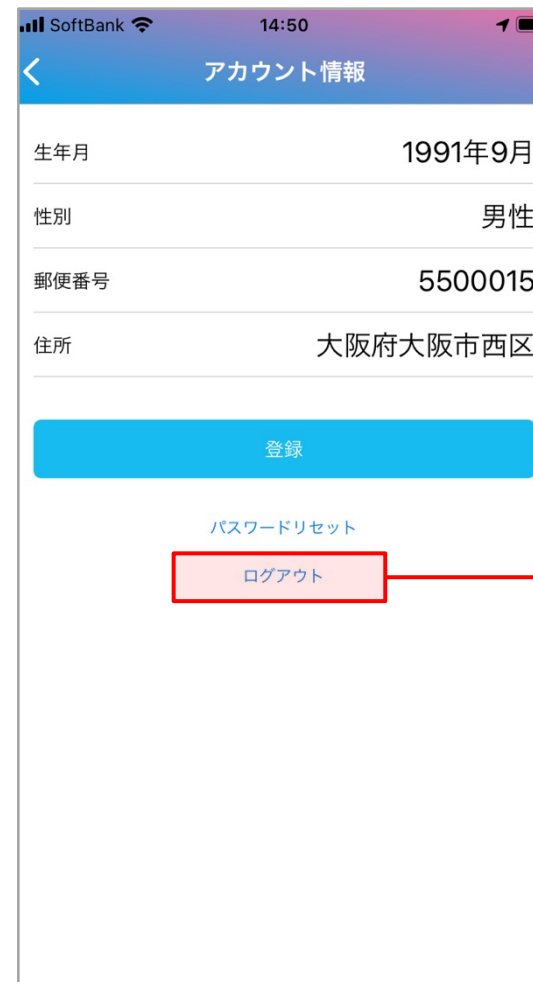 SoftBank 14:50
アカウント情報
生年月 1991年9月
性別 男性
郵便番号 5500015
住所 大阪府大阪市西区
登録
パスワードリセット
ログアウト